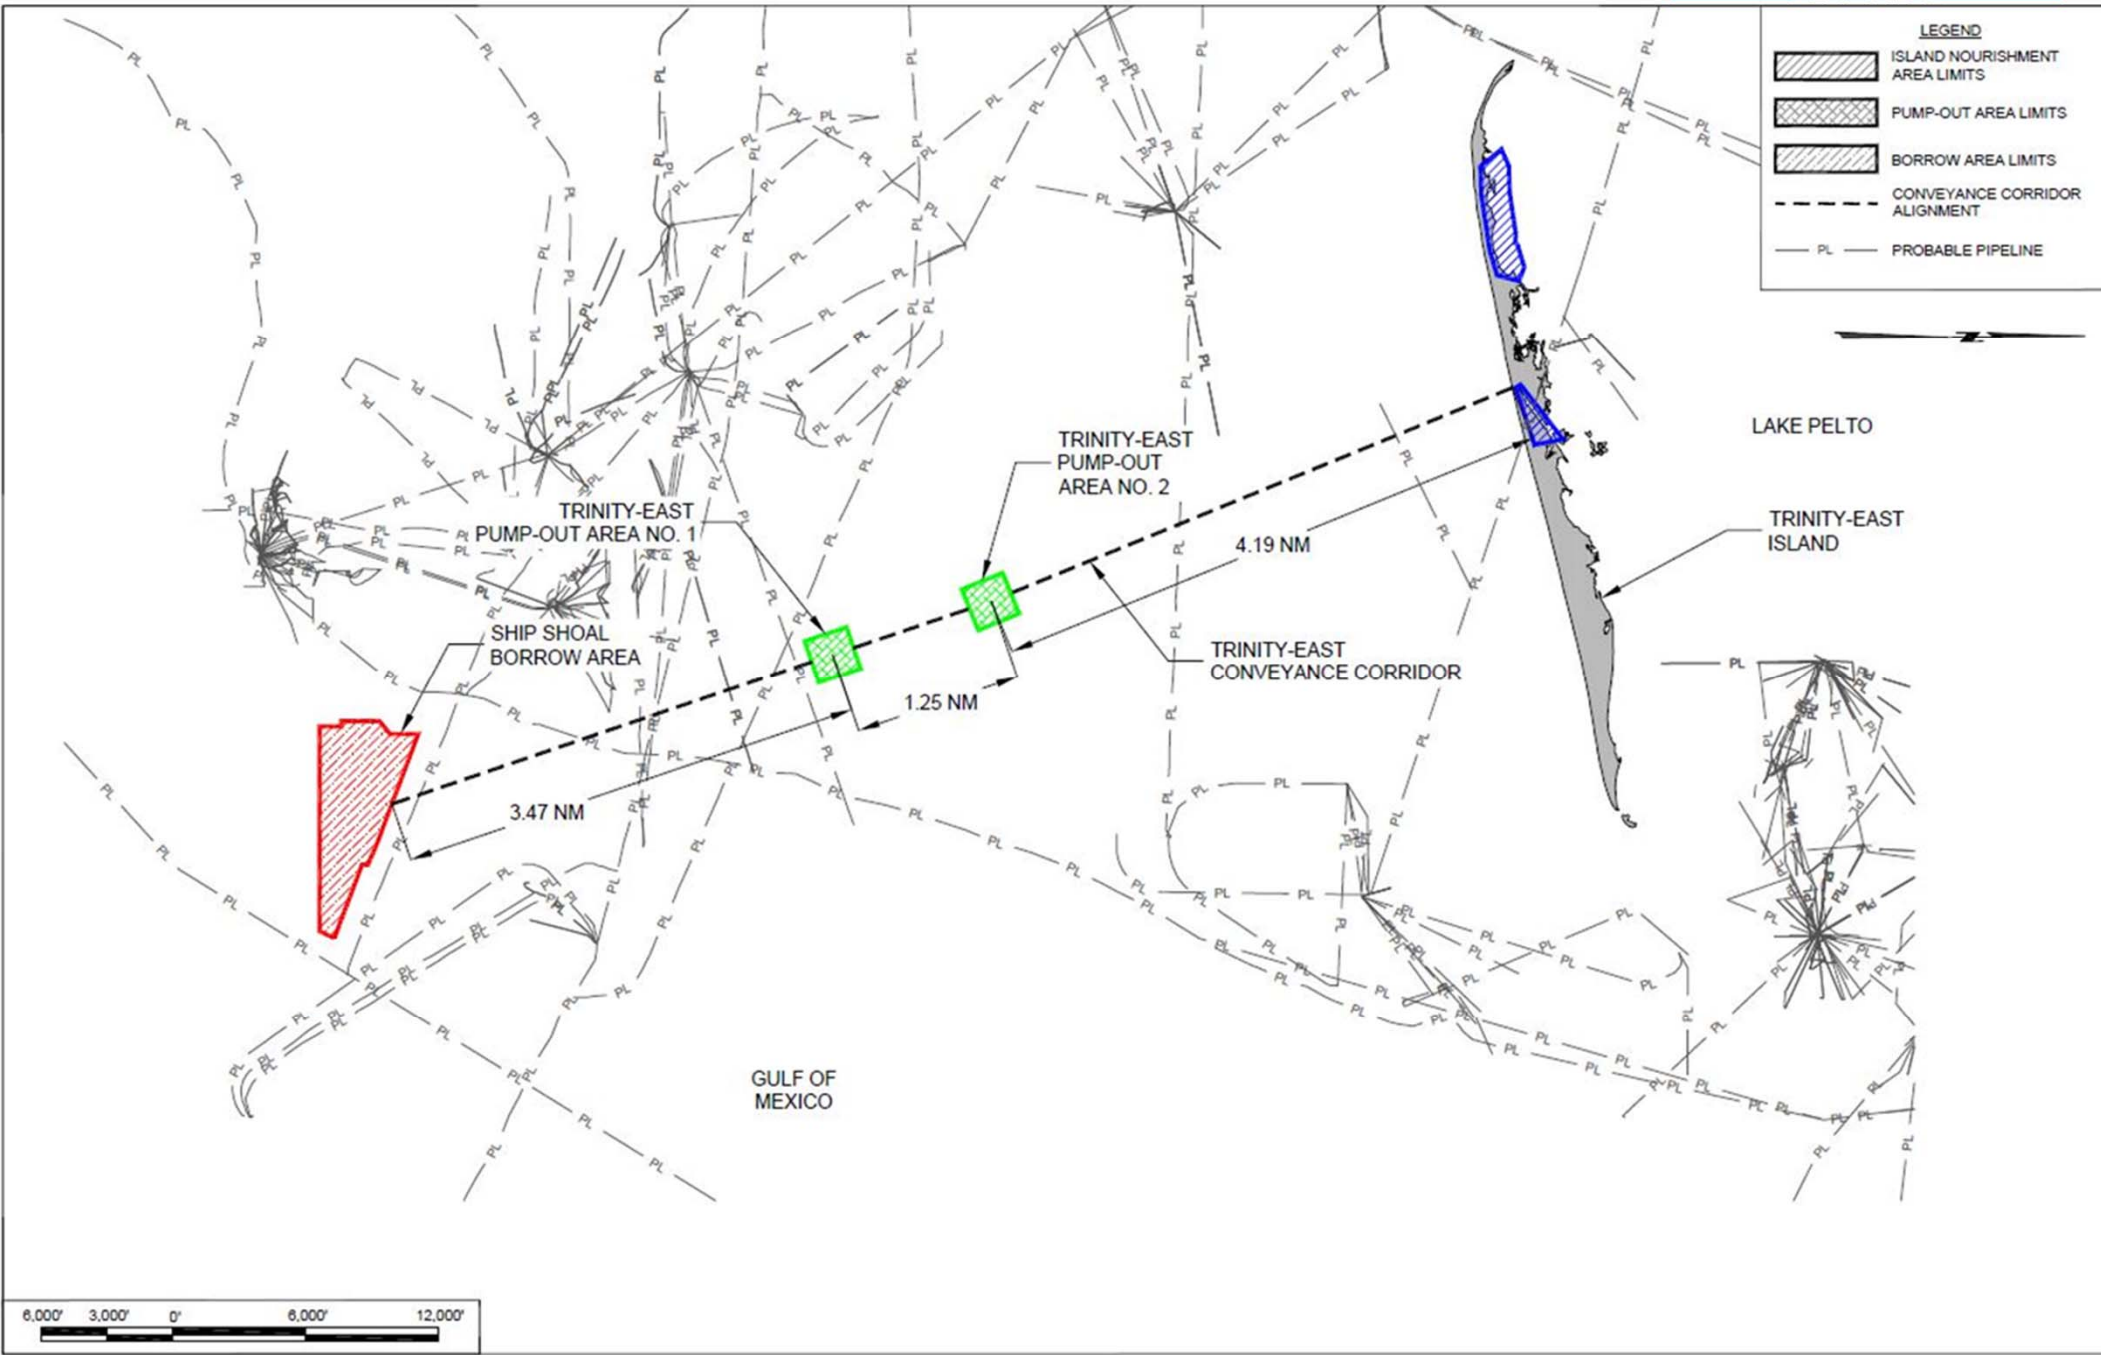 LEGEND
ISLAND NOURISHMENT
AREA LIMITS
PUMP-OUT AREA LIMITS
BORROW AREA LIMITS
CONVEYANCE CORRIDOR
ALIGNMENT
PL
PROBABLE PIPELINE
LAKE PELTO
TRINITY-EAST
PUMP-OUT
AREA NO. 2
TRINITY-EAST
PUMP-OUT AREA NO. 1
TRINITY-EAST
ISLAND
4.19 NM
SHIP SHOAL
BORROW AREA
TRINITY-EAST
CONVEYANCE CORRIDOR
1.25 NM
3.47 NM
GULF OF
MEXICO
6,000' 3,000' 0' 6,000' 12,000'